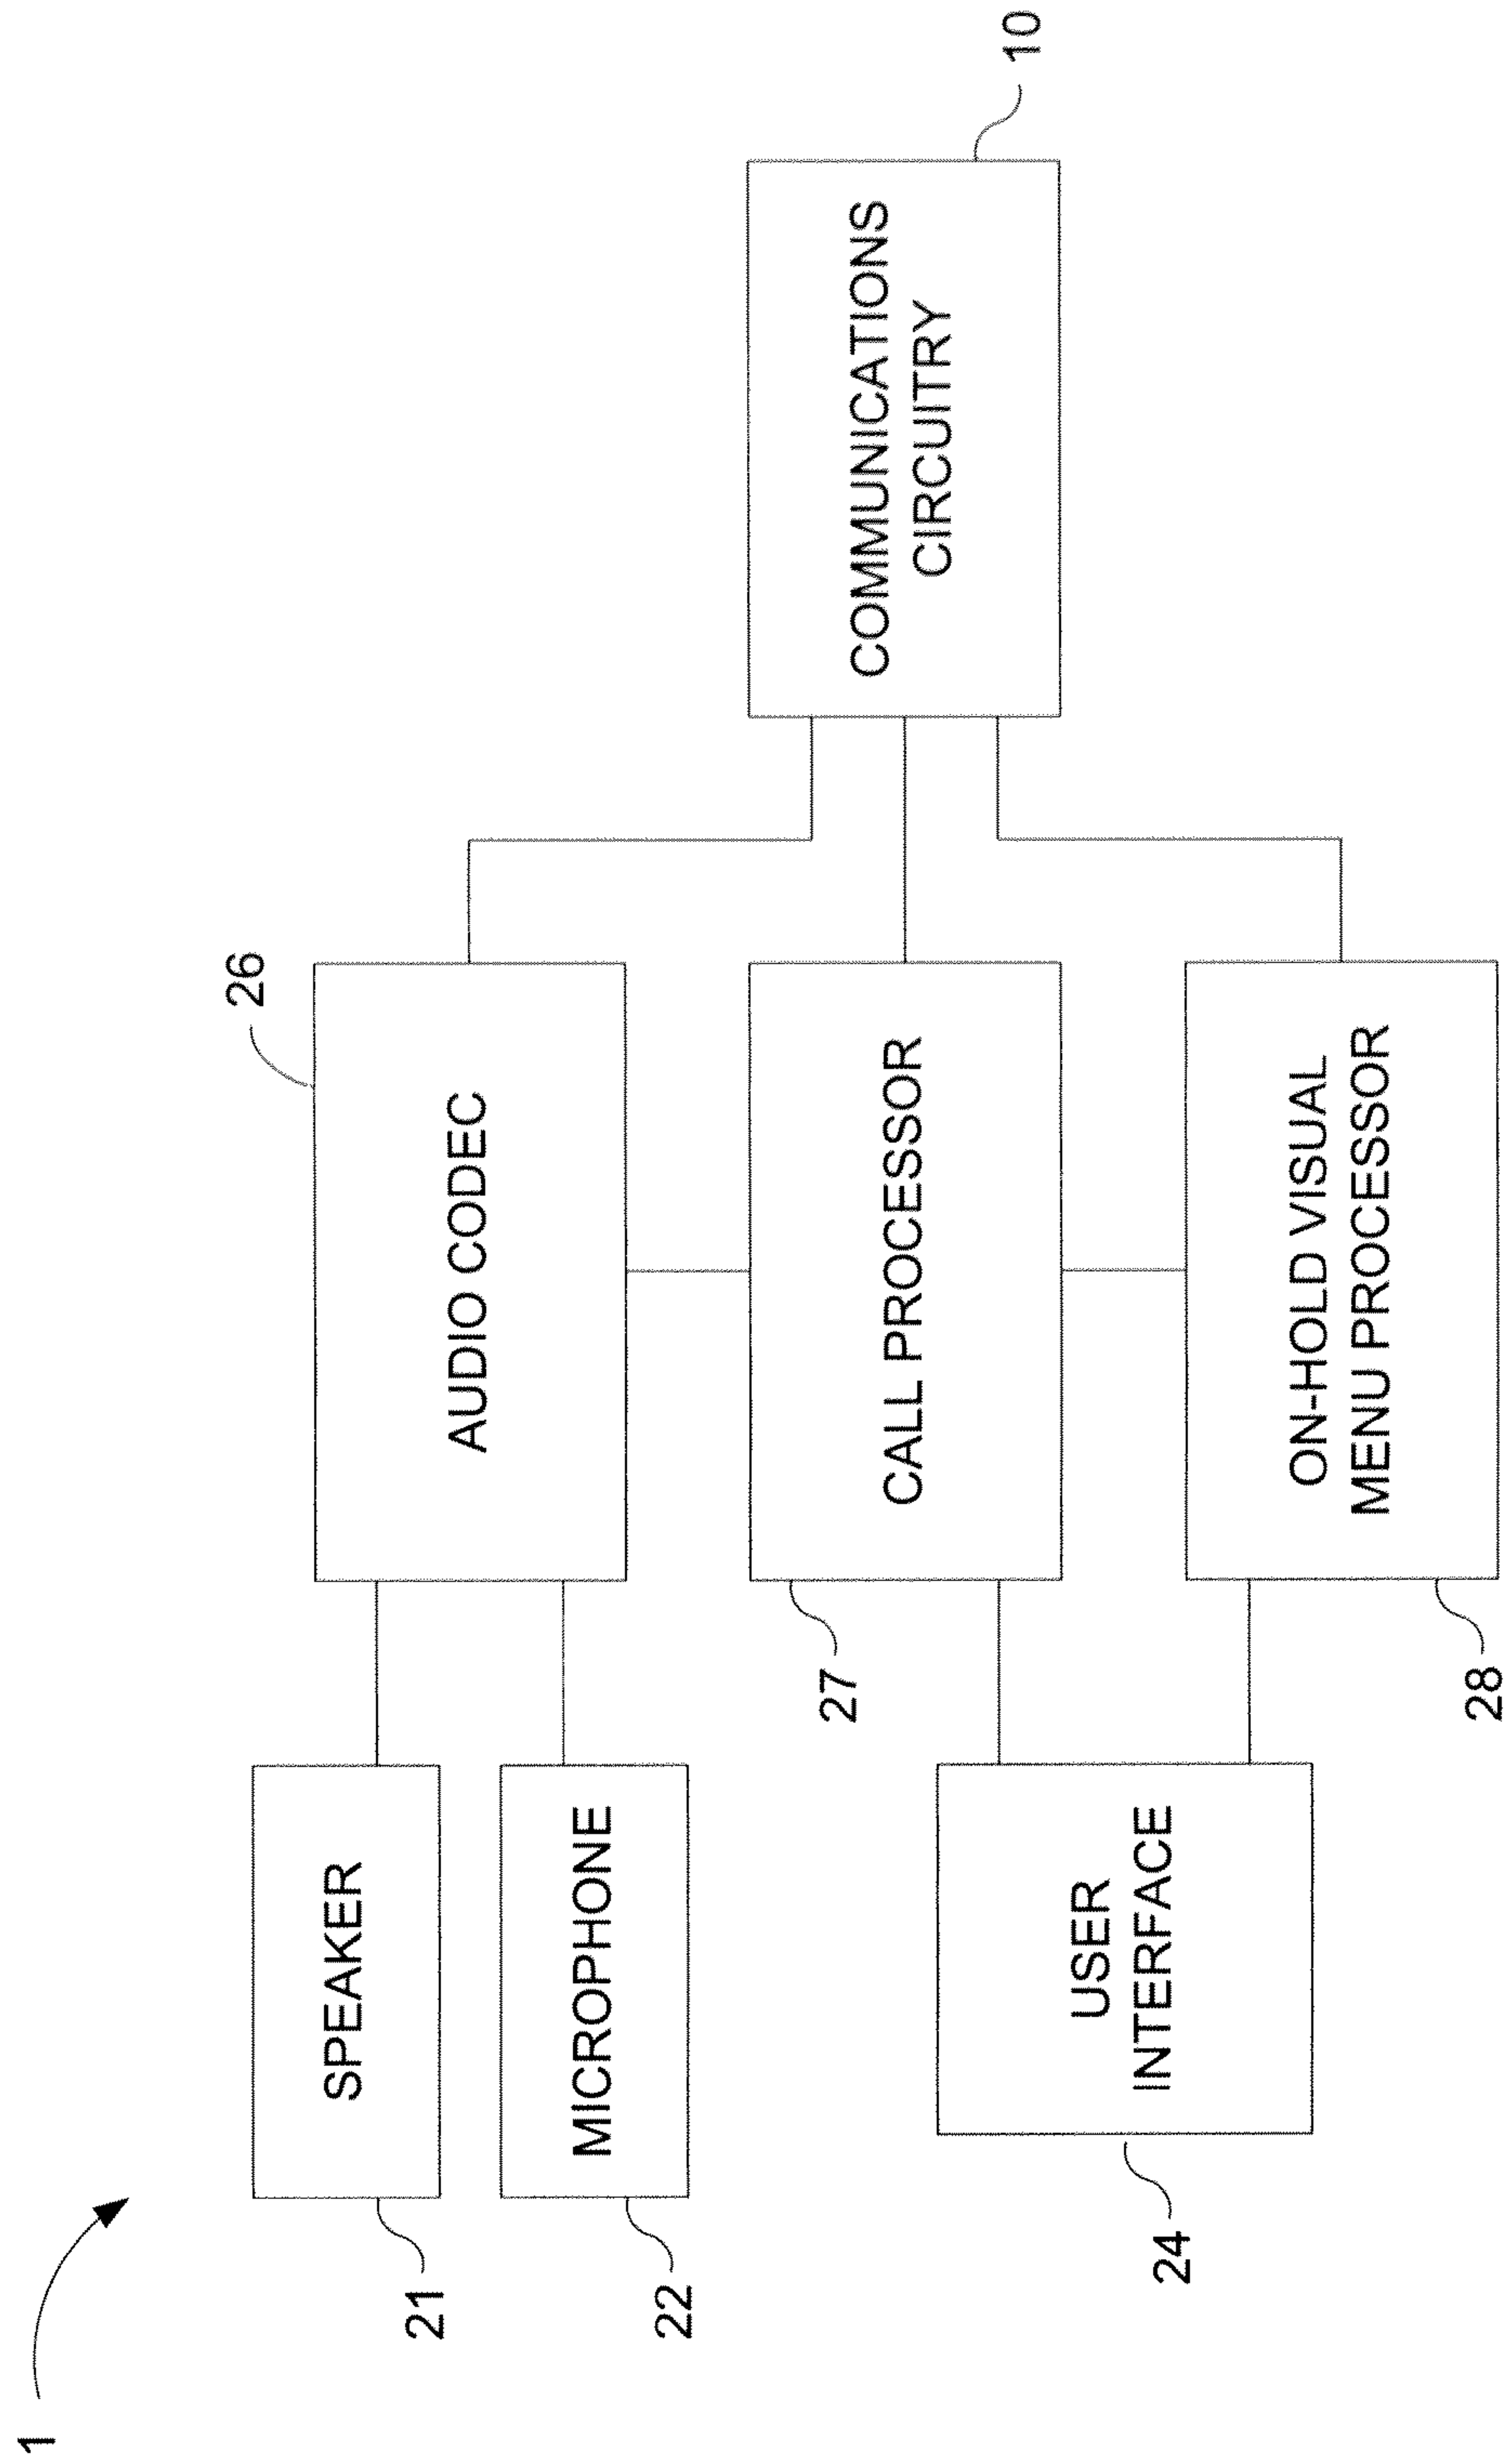 1
26
SPEAKER
21
MICROPHONE
22
AUDIO CODEC
COMMUNICATIONS
CIRCUITRY
10
CALL PROCESSOR
27
USER
INTERFACE
24
ON-HOLD VISUAL
MENU PROCESSOR
28